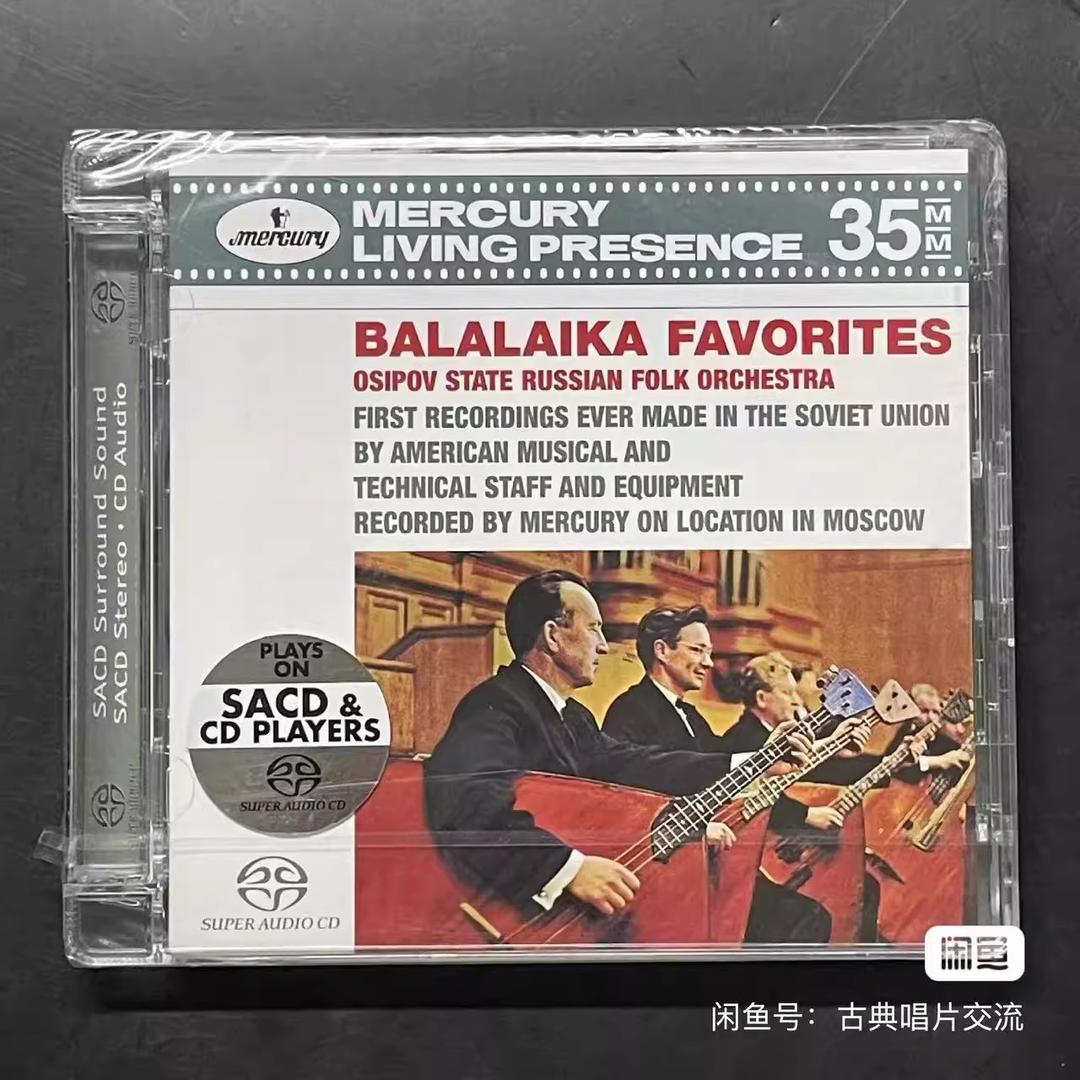 mercury
MERCURY
LIVING PRESENCE
35MM
BALALAIKA FAVORITES
OSIPOV STATE RUSSIAN FOLK ORCHESTRA
FIRST RECORDINGS EVER MADE IN THE SOVIET UNION
BY AMERICAN MUSICAL AND
TECHNICAL STAFF AND EQUIPMENT
RECORDED BY MERCURY ON LOCATION IN MOSCOW
SACD Surround Sound
SACD Stereo · CD Audio
PLAYS
ON
SACD &
CD PLAYERS
SUPER AUDIO CD
SUPER AUDIO CD
闲鱼
闲鱼号：古典唱片交流